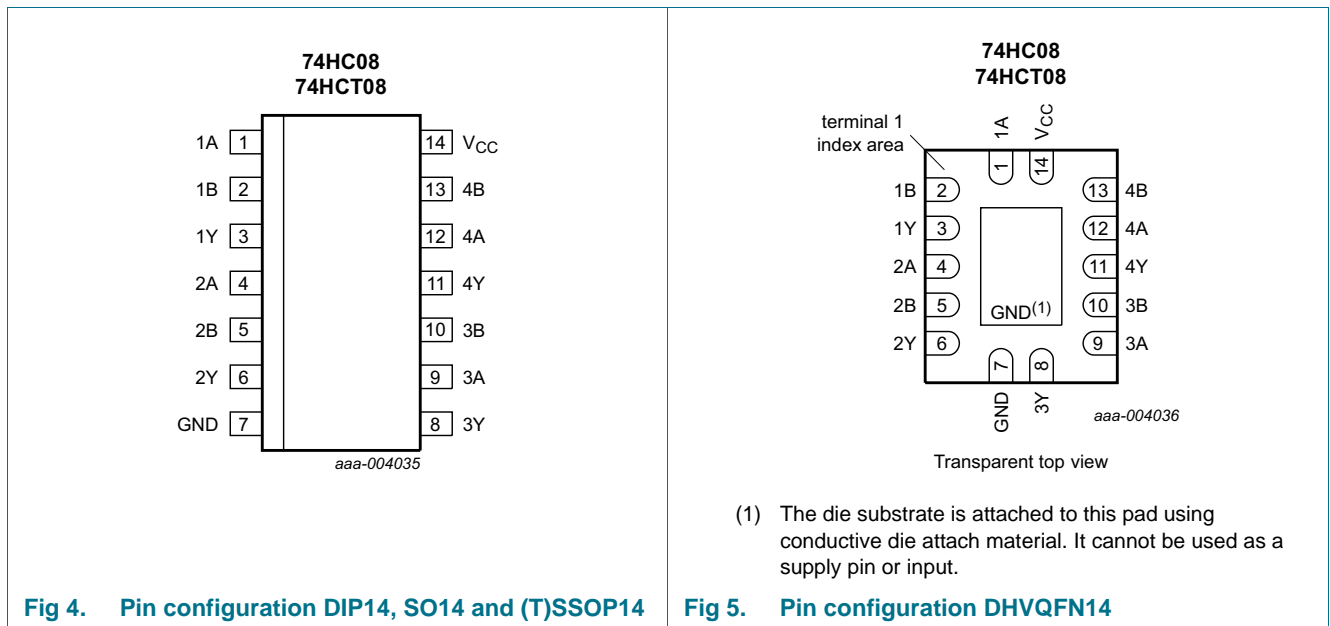 74HC08
74HCT08
1A 1 14 VCC
1B 2 13 4B
1Y 3 12 4A
2A 4 11 4Y
2B 5 10 3B
2Y 6 9 3A
GND 7 8 3Y
aaa-004035
Fig 4. Pin configuration DIP14, SO14 and (T)SSOP14
74HC08
74HCT08
terminal 1
index area
1A VCC
1 14
1B 2 13 4B
1Y 3 12 4A
2A 4 11 4Y
2B 5 10 3B
GND(1)
2Y 6 9 3A
7 8
GND 3Y
aaa-004036
Transparent top view
(1) The die substrate is attached to this pad using
conductive die attach material. It cannot be used as a
supply pin or input.
Fig 5. Pin configuration DHVQFN14